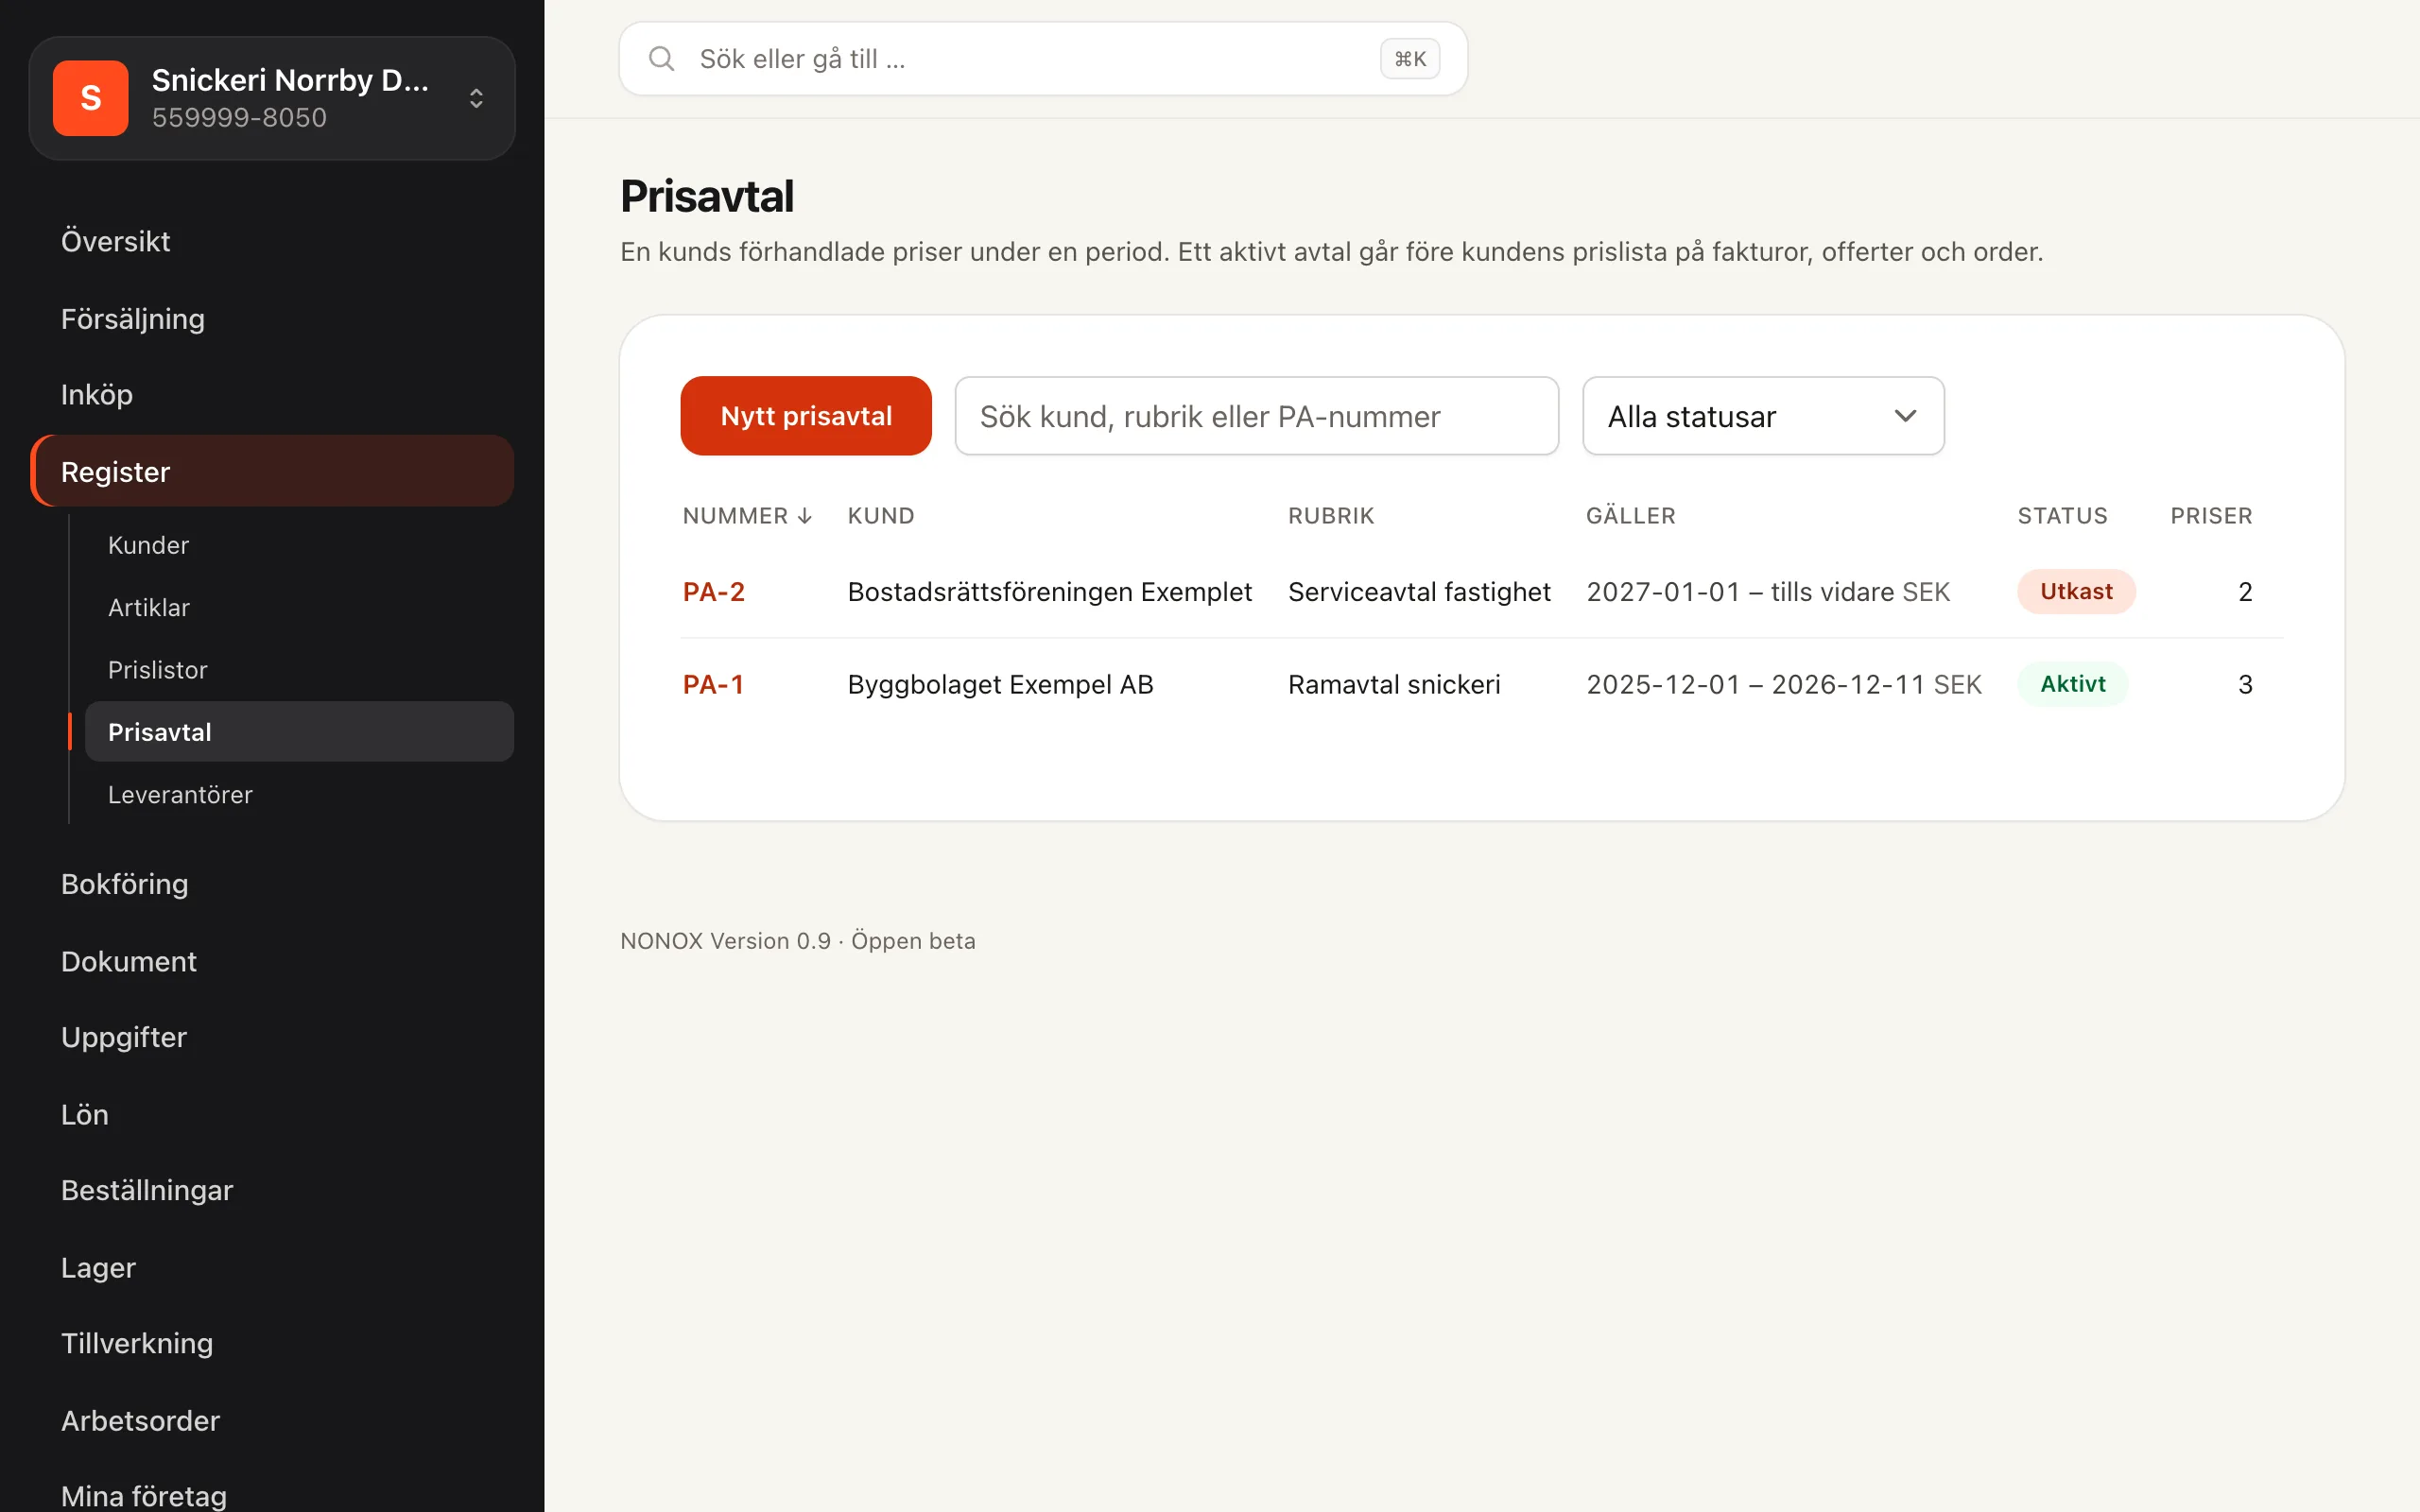 S
Snickeri Norrby D...
559999-8050
Översikt
Försäljning
Inköp
Register
Kunder
Artiklar
Prislistor
Prisavtal
Leverantörer
Bokföring
Dokument
Uppgifter
Lön
Beställningar
Lager
Tillverkning
Arbetsorder
Mina företag
Sök eller gå till ... ⌘K
Prisavtal
En kunds förhandlade priser under en period. Ett aktivt avtal går före kundens prislista på fakturor, offerter och order.
Nytt prisavtal Sök kund, rubrik eller PA-nummer Alla statusar
NUMMER ↓ KUND RUBRIK GÄLLER STATUS PRISER
PA-2 Bostadsrättsföreningen Exemplet Serviceavtal fastighet 2027-01-01 – tills vidare SEK Utkast 2
PA-1 Byggbolaget Exempel AB Ramavtal snickeri 2025-12-01 – 2026-12-11 SEK Aktivt 3
NONOX Version 0.9 · Öppen beta